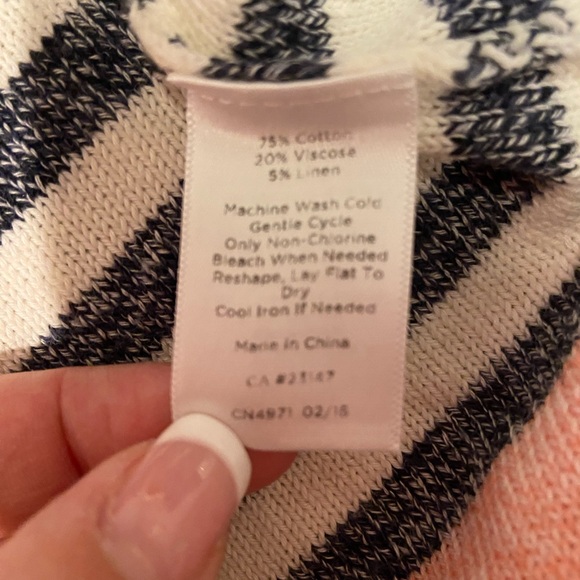 75% Cotton
20% Viscose
5% Linen
Machine Wash Cold
Gentle Cycle
Only Non-Chlorine
Bleach When Needed
Reshape, Lay Flat To
Dry
Cool Iron If Needed
Made in China
CA #23147
CN4971 02/16